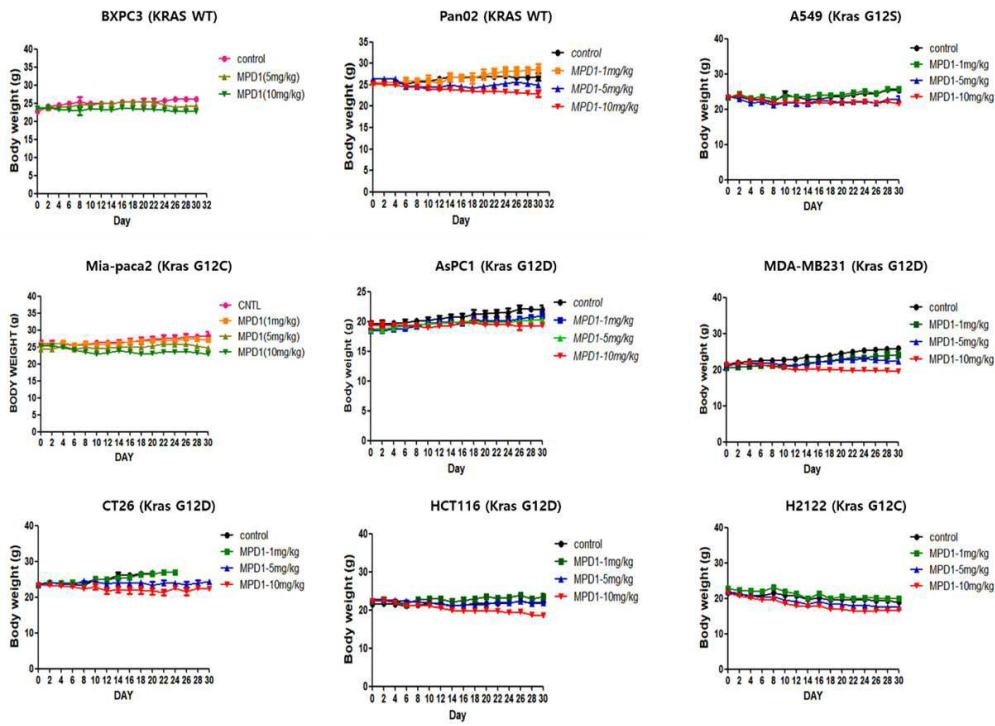 BXPC3 (KRAS WT)
Body weight (g)
40
35
30
25
20
15
10
5
0
0 2 4 6 8 10 12 14 16 18 20 22 24 26 28 30 32
Day
control
MPD1(5mg/kg)
MPD1(10mg/kg)
Pan02 (KRAS WT)
Body weight (g)
35
30
25
20
15
10
5
0
0 2 4 6 8 10 12 14 16 18 20 22 24 26 28 30 32
Day
control
MPD1-1mg/kg
MPD1-5mg/kg
MPD1-10mg/kg
A549 (Kras G12S)
Body weight (g)
40
30
20
10
0
0 2 4 6 8 10 12 14 16 18 20 22 24 26 28 30
Day
control
MPD1-1mg/kg
MPD1-5mg/kg
MPD1-10mg/kg
Mia-paca2 (Kras G12C)
BODY WEIGHT (g)
40
35
30
25
20
15
10
5
0
0 2 4 6 8 10 12 14 16 18 20 22 24 26 28 30
DAY
CNTL
MPD1(1mg/kg)
MPD1(5mg/kg)
MPD1(10mg/kg)
AsPC1 (Kras G12D)
Body weight (g)
25
20
15
10
5
0
0 2 4 6 8 10 12 14 16 18 20 22 24 26 28 30
Day
control
MPD1-1mg/kg
MPD1-5mg/kg
MPD1-10mg/kg
MDA-MB231 (Kras G12D)
Body weight (g)
40
30
20
10
0
0 2 4 6 8 10 12 14 16 18 20 22 24 26 28 30
DAY
control
MPD1-1mg/kg
MPD1-5mg/kg
MPD1-10mg/kg
CT26 (Kras G12D)
Body weight (g)
40
30
20
10
0
0 2 4 6 8 10 12 14 16 18 20 22 24 26 28 30
DAY
control
MPD1-1mg/kg
MPD1-5mg/kg
MPD1-10mg/kg
HCT116 (Kras G12D)
Body weight (g)
40
30
20
10
0
0 2 4 6 8 10 12 14 16 18 20 22 24 26 28 30
Day
control
MPD1-1mg/kg
MPD1-5mg/kg
MPD1-10mg/kg
H2122 (Kras G12C)
Body weight (g)
40
30
20
10
0
0 2 4 6 8 10 12 14 16 18 20 22 24 26 28 30
Day
control
MPD1-1mg/kg
MPD1-5mg/kg
MPD1-10mg/kg